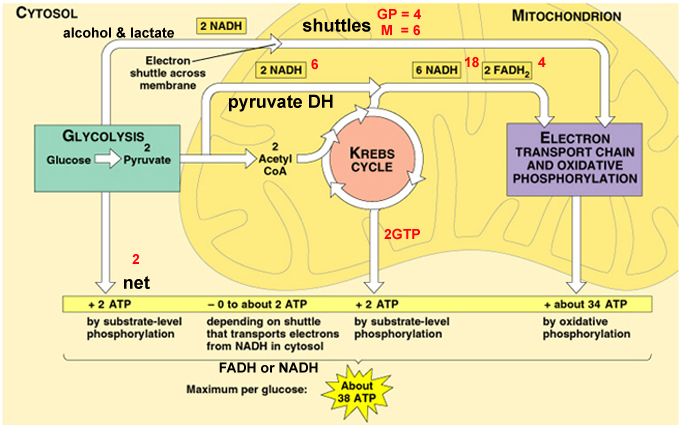 CYTOSOL
MITOCHONDRION
alcohol & lactate
2 NADH
shuttles
GP = 4
M = 6
Electron
shuttle across
membrane
2 NADH
6
6 NADH
18
2 FADH2
4
pyruvate DH
GLYCOLYSIS
Glucose
2
Pyruvate
2
Acetyl
CoA
KREBS
CYCLE
ELECTRON
TRANSPORT CHAIN
AND OXIDATIVE
PHOSPHORYLATION
2GTP
2
net
+ 2 ATP
– 0 to about 2 ATP
+ 2 ATP
+ about 34 ATP
by substrate-level
phosphorylation
depending on shuttle
that transports electrons
from NADH in cytosol
by substrate-level
phosphorylation
by oxidative
phosphorylation
FADH or NADH
Maximum per glucose:
About
38 ATP